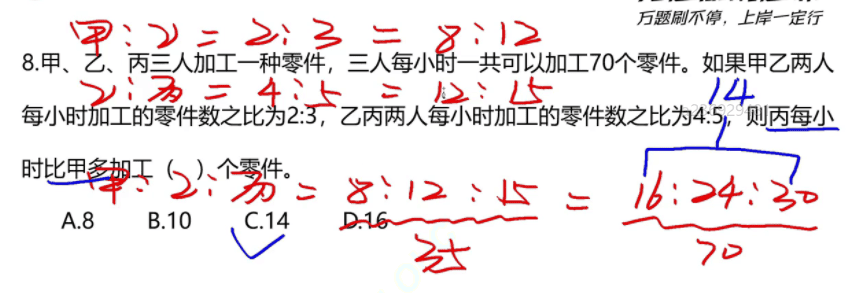 万题刷不停，上岸一定行
甲:乙=2:3=8:12
8.甲、乙、丙三人加工一种零件，三人每小时一共可以加工70个零件。如果甲乙两人
乙:丙=4:5=12:15
14
每小时加工的零件数之比为2:3，乙丙两人每小时加工的零件数之比为4:5，则丙每小
时比甲多加工（ ）个零件。
甲:乙:丙=8:12:15=16:24:30
A.8 B.10 C.14 D.16
35 70